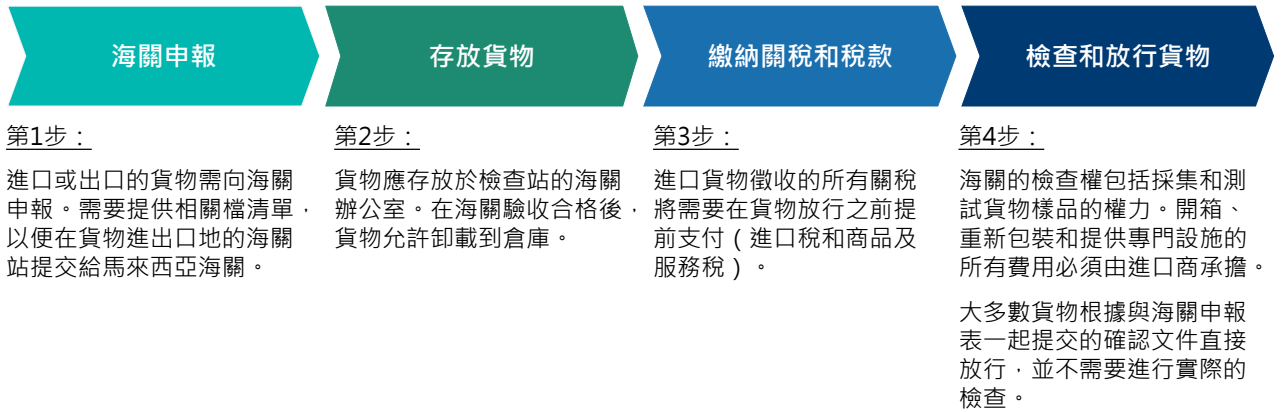 海關申報
存放貨物
繳納關稅和稅款
檢查和放行貨物
第1步：
進口或出口的貨物需向海關
申報。需要提供相關檔清單，
以便在貨物進出口地的海關
站提交給馬來西亞海關。
第2步：
貨物應存放於檢查站的海關
辦公室。在海關驗收合格後，
貨物允許卸載到倉庫。
第3步：
進口貨物徵收的所有關稅
將需要在貨物放行之前提
前支付（進口稅和商品及
服務稅）。
第4步：
海關的檢查權包括採集和測
試貨物樣品的權力。開箱、
重新包裝和提供專門設施的
所有費用必須由進口商承擔。
大多數貨物根據與海關申報
表一起提交的確認文件直接
放行，並不需要進行實際的
檢查。